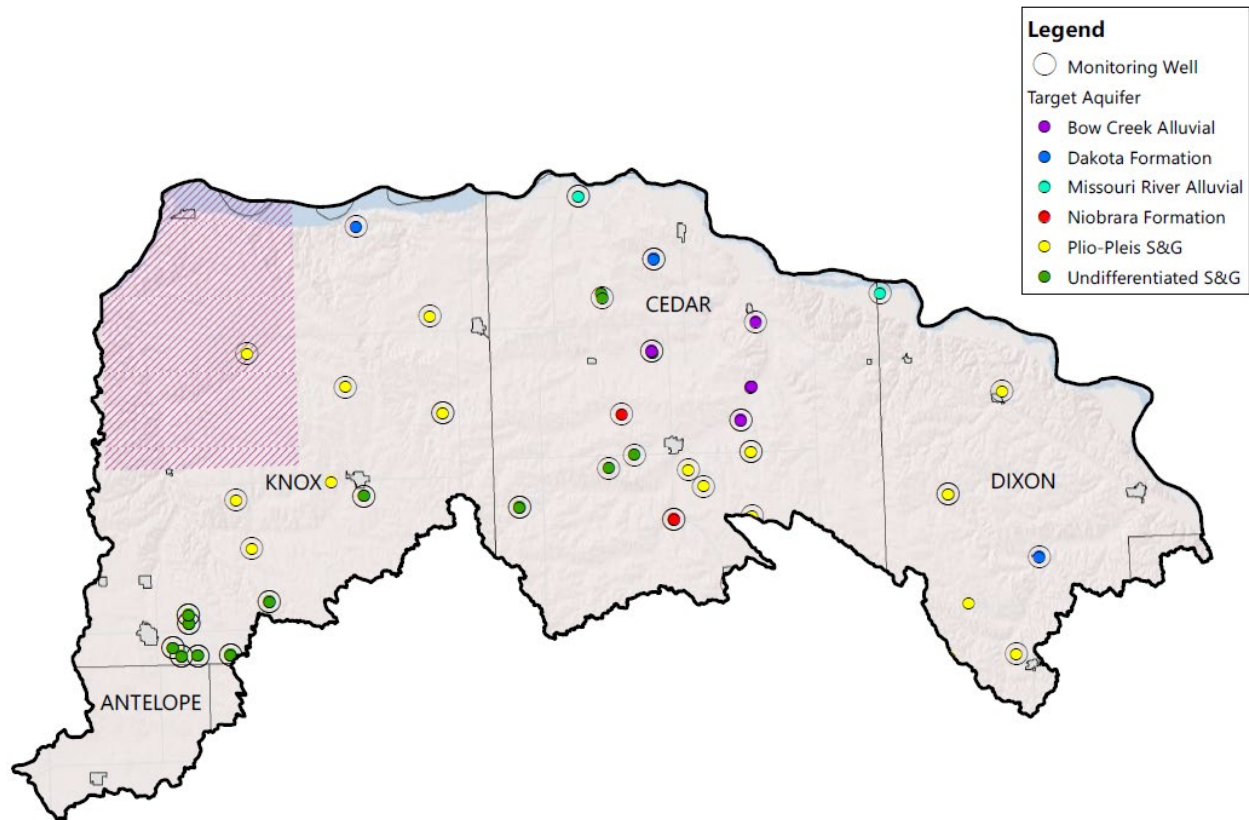 Legend
Monitoring Well
Target Aquifer
Bow Creek Alluvial
Dakota Formation
Missouri River Alluvial
Niobrara Formation
Plio-Pleis S&G
Undifferentiated S&G
CEDAR
KNOX
DIXON
ANTELOPE